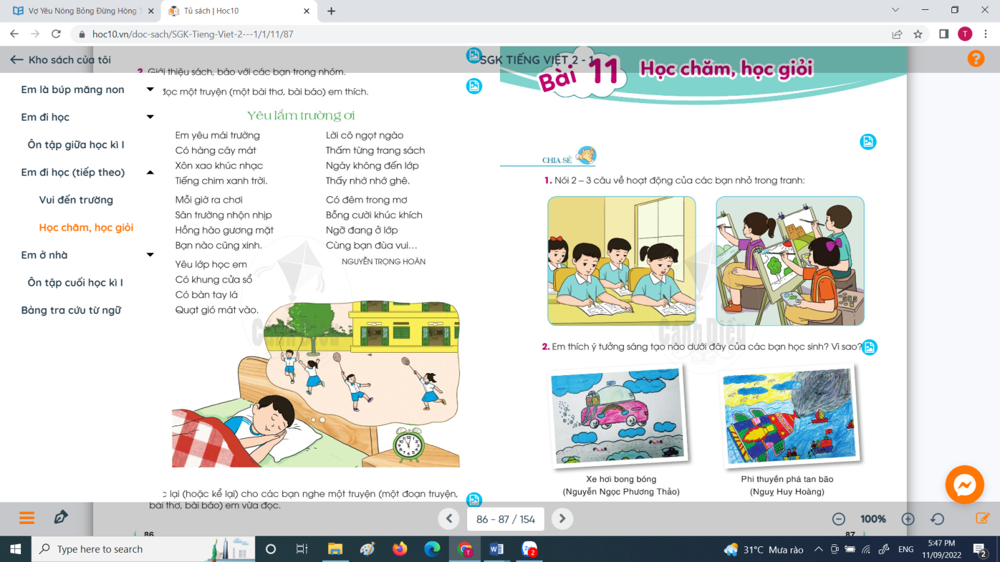 Vợ Yêu Nóng Bỏng Đừng Hòng T
Tủ sách | Hoc10
hoc10.vn/doc-sach/SGK-Tieng-Viet-2---1/1/11/87
T
Kho sách của tôi
SGK TIẾNG VIỆT 2 - 1
Em là búp măng non
Em đi học
Ôn tập giữa học kì I
Em đi học (tiếp theo)
Vui đến trường
Học chăm, học giỏi
Em ở nhà
Ôn tập cuối học kì I
Bảng tra cứu từ ngữ
2. Giới thiệu sách, báo với các bạn trong nhóm.
đọc một truyện (một bài thơ, bài báo) em thích.
Yêu lắm trường ơi
Em yêu mái trường
Có hàng cây mát
Xôn xao khúc nhạc
Tiếng chim xanh trời.
Mỗi giờ ra chơi
Sân trường nhộn nhịp
Hồng hào gương mặt
Bạn nào cũng xinh.
Yêu lớp học em
Có khung cửa sổ
Có bàn tay lá
Quạt gió mát vào.
Lời cô ngọt ngào
Thấm từng trang sách
Ngày không đến lớp
Thấy nhớ nhớ ghê.
Có đêm trong mơ
Bỗng cười khúc khích
Ngỡ đang ở lớp
Cùng bạn đùa vui...
NGUYỄN TRỌNG HOÀN
Cánh Diều
c lại (hoặc kể lại) cho các bạn nghe một truyện (một đoạn truyện,
bài thơ, bài báo) em vừa đọc.
86
Bài 11 Học chăm, học giỏi
CHIA SẺ
1. Nói 2 – 3 câu về hoạt động của các bạn nhỏ trong tranh:
Cánh Diều
2. Em thích ý tưởng sáng tạo nào dưới đây của các bạn học sinh? Vì sao?
Xe hơi bong bóng
(Nguyễn Ngọc Phương Thảo)
Phi thuyền phá tan bão
(Ngụy Huy Hoàng)
87
86 - 87 / 154
100%
Type here to search
31°C Mưa rào
ENG
5:47 PM
11/09/2022
2
2